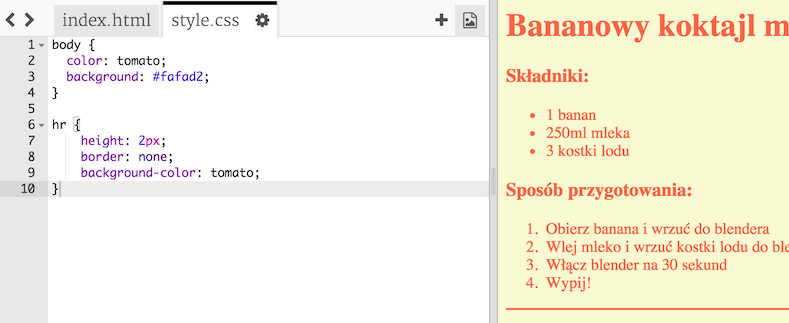 index.html
style.css
1 body {
2 color: tomato;
3 background: #fafad2;
4 }
5
6 hr {
7 height: 2px;
8 border: none;
9 background-color: tomato;
10 }
Bananowy koktajl m
Składniki:
• 1 banan
• 250ml mleka
• 3 kostki lodu
Sposób przygotowania:
1. Obierz banana i wrzuć do blendera
2. Wlej mleko i wrzuć kostki lodu do ble
3. Włącz blender na 30 sekund
4. Wypij!